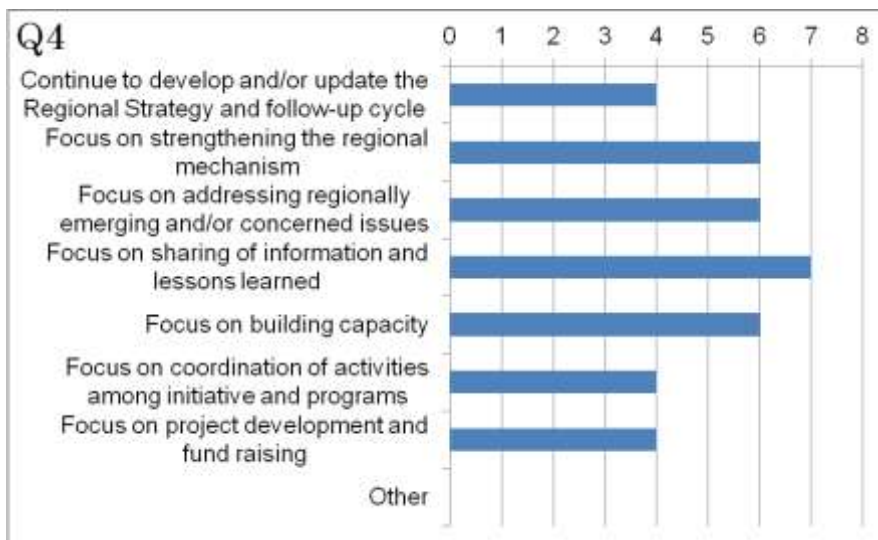 Q4
0 1 2 3 4 5 6 7 8
Continue to develop and/or update the
Regional Strategy and follow-up cycle
Focus on strengthening the regional
mechanism
Focus on addressing regionally
emerging and/or concerned issues
Focus on sharing of information and
lessons learned
Focus on building capacity
Focus on coordination of activities
among initiative and programs
Focus on project development and
fund raising
Other